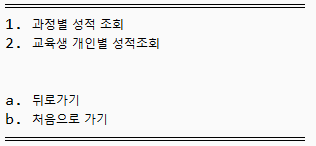 1. 과정별 성적 조회
2. 교육생 개인별 성적조회
a. 뒤로가기
b. 처음으로 가기